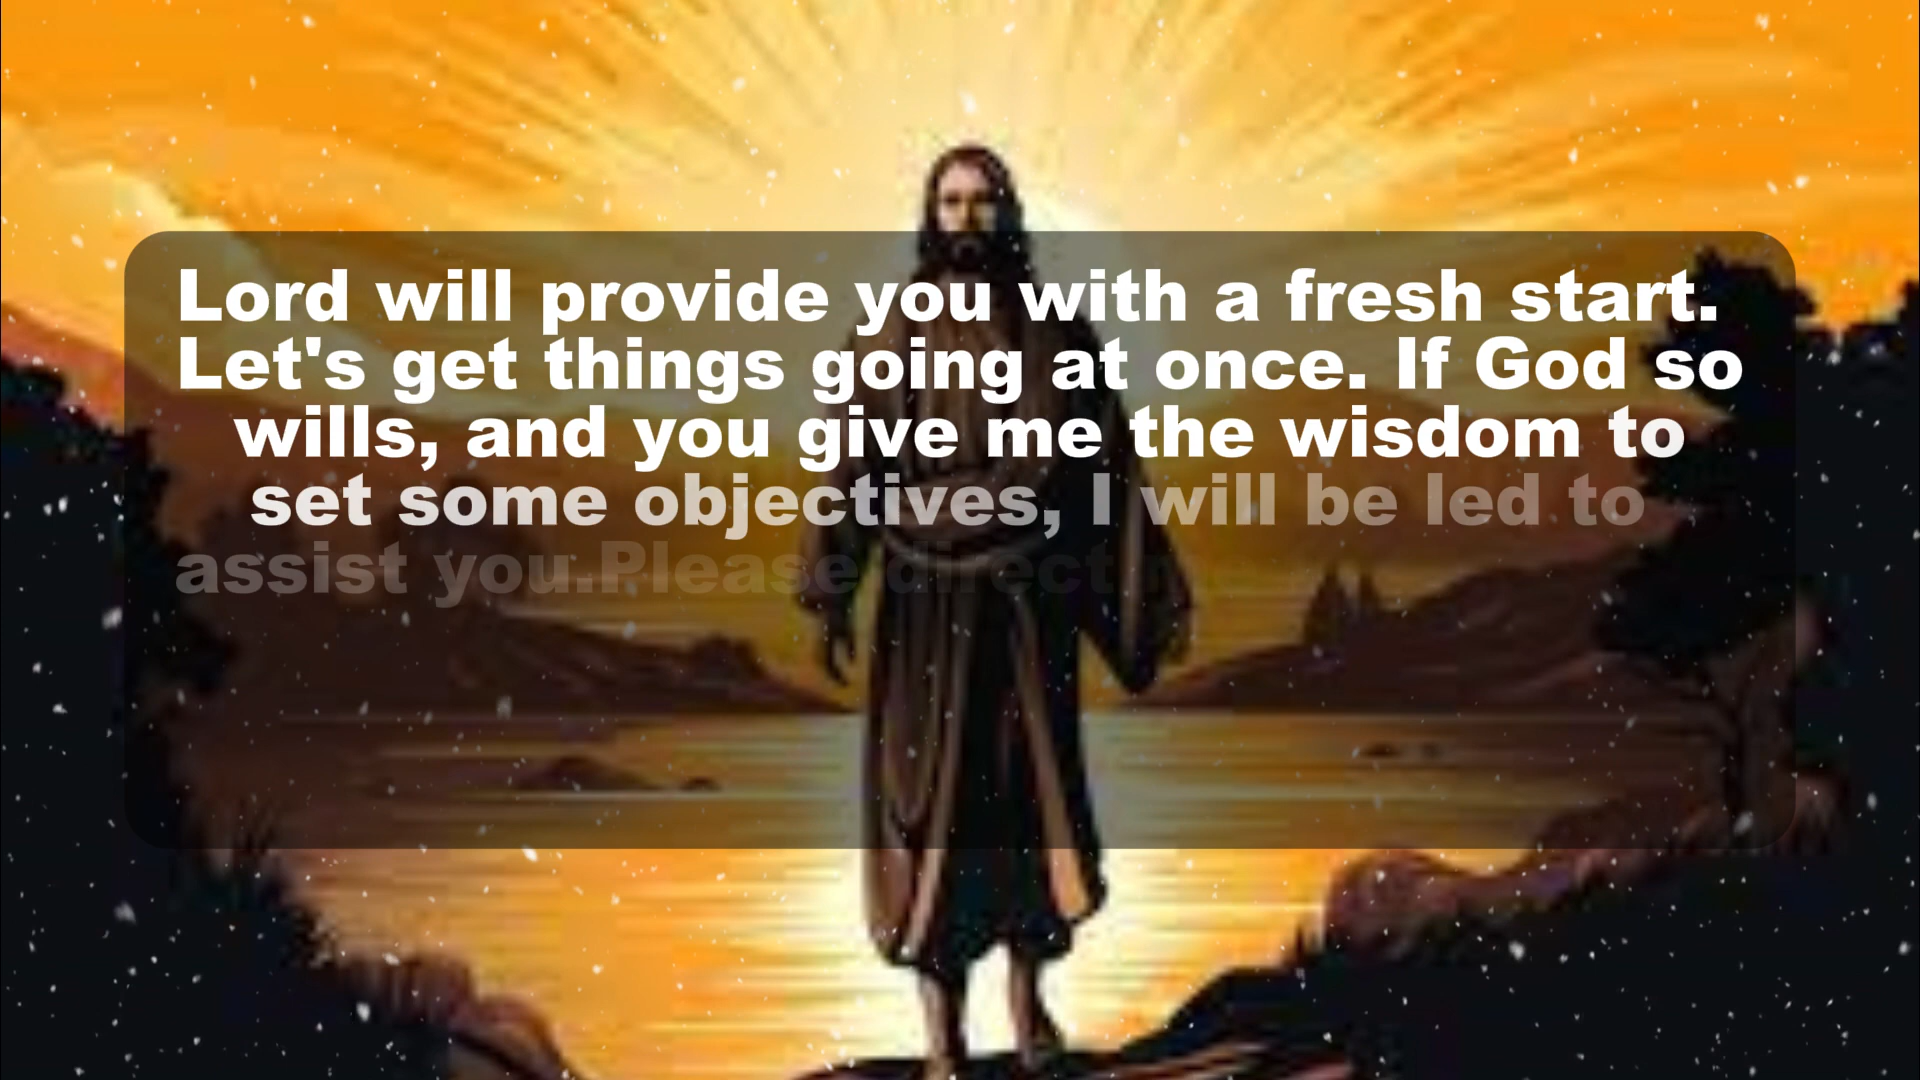 Lord will provide you with a fresh start.
Let's get things going at once. If God so
wills, and you give me the wisdom to
set some objectives, I will be led to
assist you.Please direct